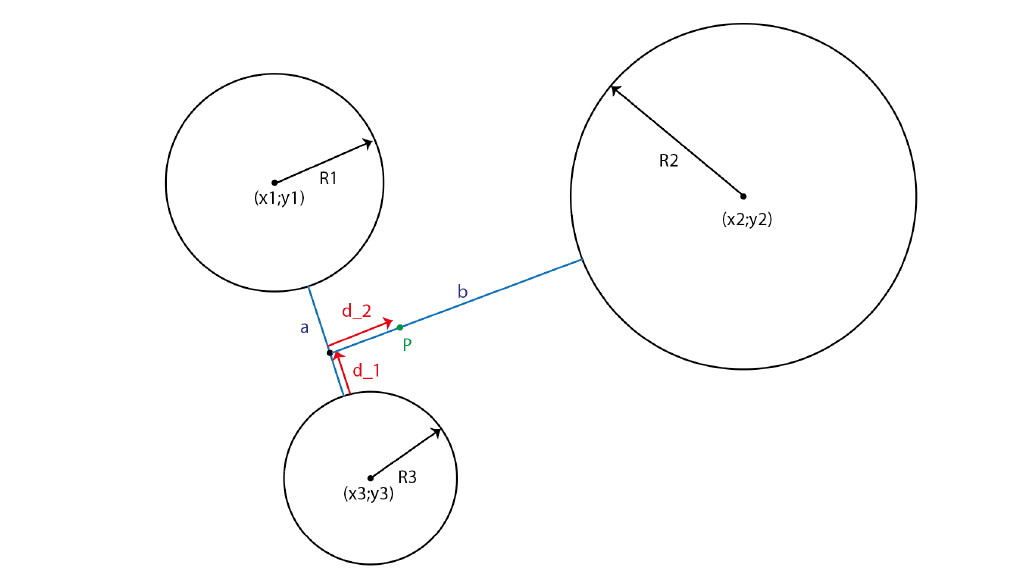 R2
R1
(x1;y1)
(x2;y2)
b
d_2
a
P
d_1
R3
(x3;y3)